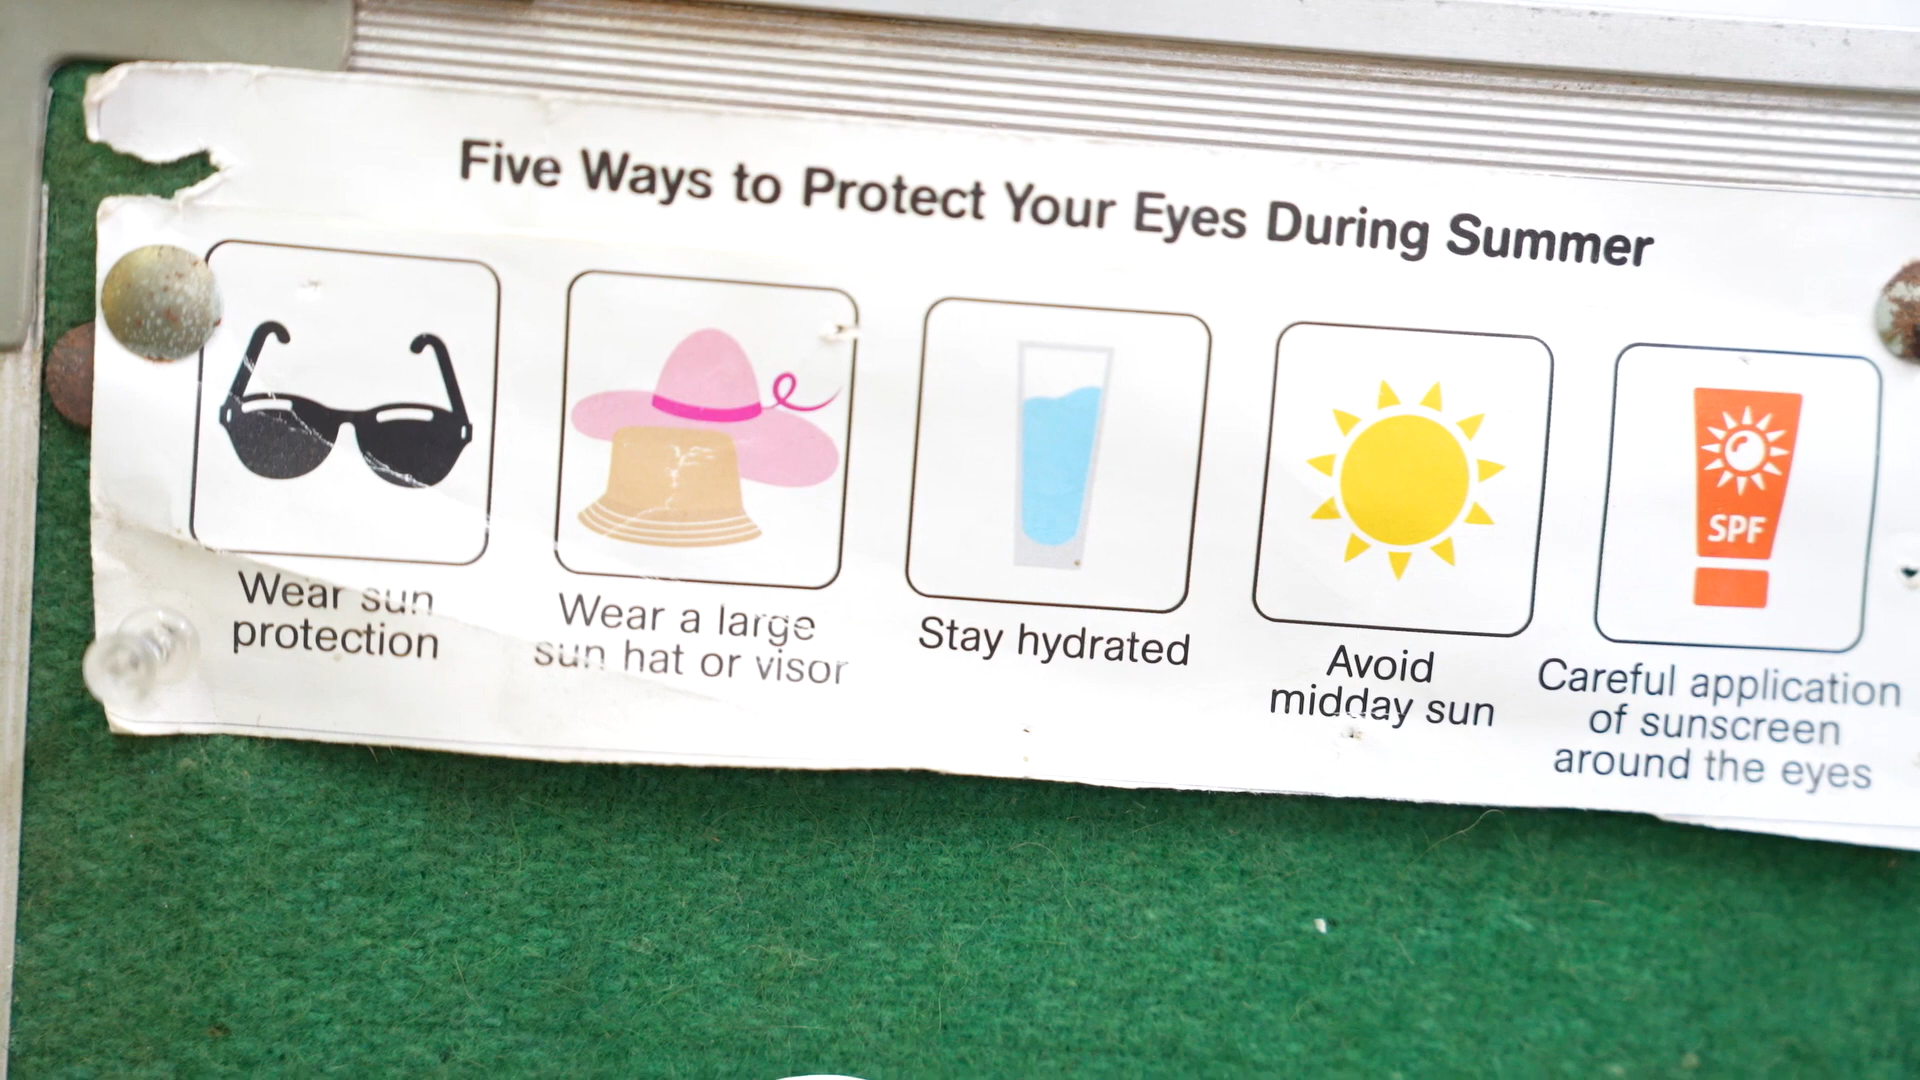 Five Ways to Protect Your Eyes During Summer
Wear sun
protection
Wear a large
sun hat or visor
Stay hydrated
Avoid
midday sun
SPF
Careful application
of sunscreen
around the eyes